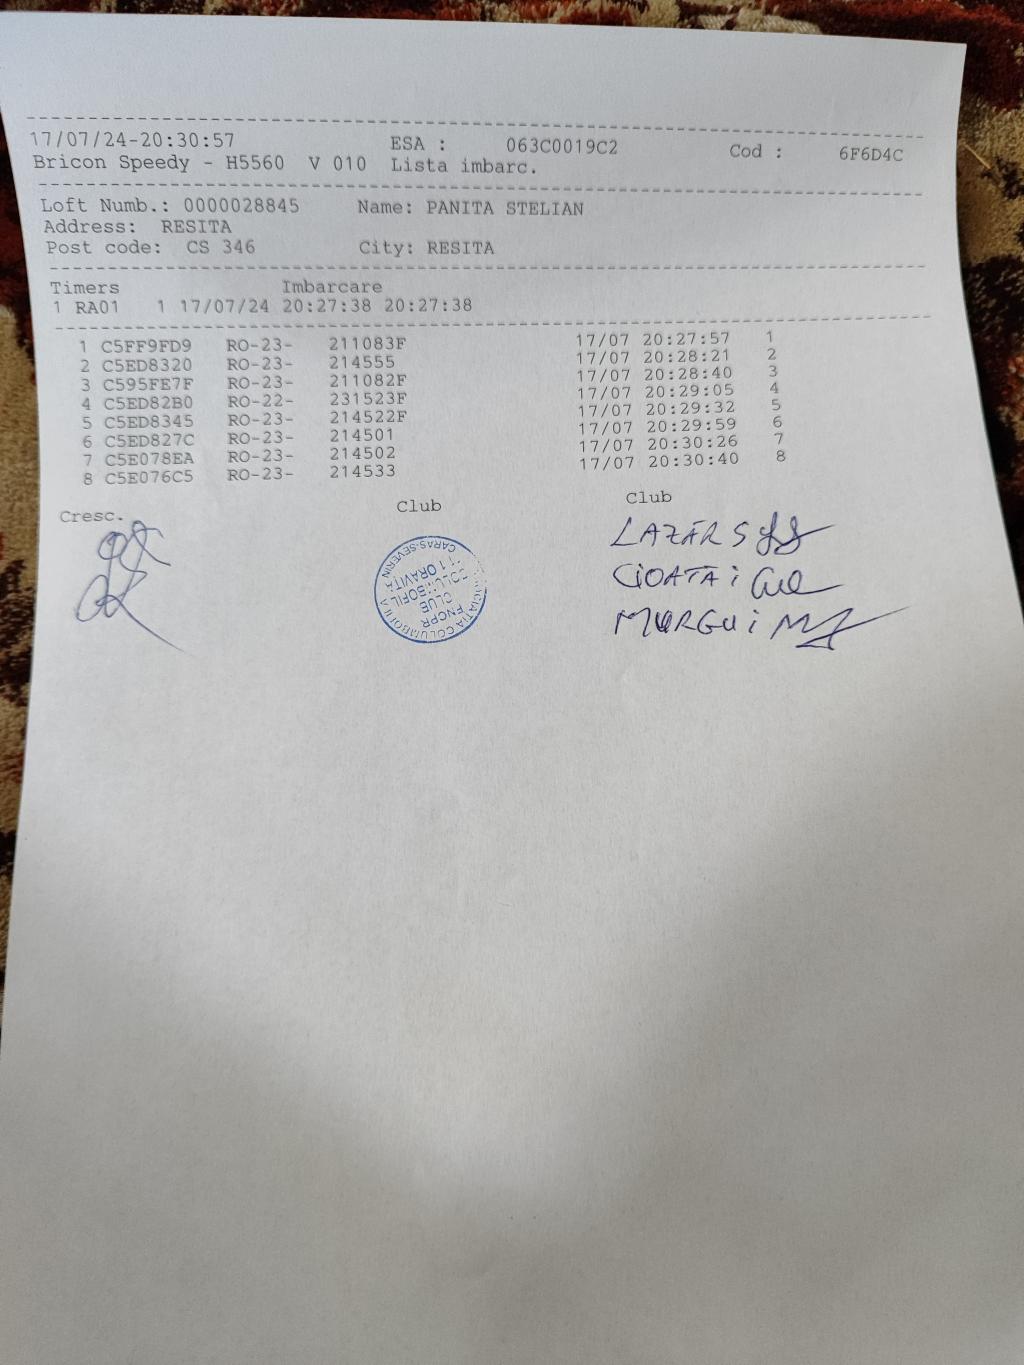 17/07/24-20:30:57 ESA : 063C0019C2 Cod : 6F6D4C
Bricon Speedy - H5560 V 010 Lista imbarc.
Loft Numb.: 0000028845 Name: PANITA STELIAN
Address: RESITA
Post code: CS 346 City: RESITA
Timers Imbarcare
1 RA01 1 17/07/24 20:27:38 20:27:38
1 C5FF9FD9 RO-23- 211083F 17/07 20:27:57 1
2 C5ED8320 RO-23- 214555 17/07 20:28:21 2
3 C595FE7F RO-23- 211082F 17/07 20:28:40 3
4 C5ED82B0 RO-22- 231523F 17/07 20:29:05 4
5 C5ED8345 RO-23- 214522F 17/07 20:29:32 5
6 C5ED827C RO-23- 214501 17/07 20:29:59 6
7 C5E078EA RO-23- 214502 17/07 20:30:26 7
8 C5E076C5 RO-23- 214533 17/07 20:30:40 8
Cresc. Club Club
LAZĂR S
CIOATA i
MURGU i
CARAS-SEVERIN
ORAVITA
CLUB
FNCPR